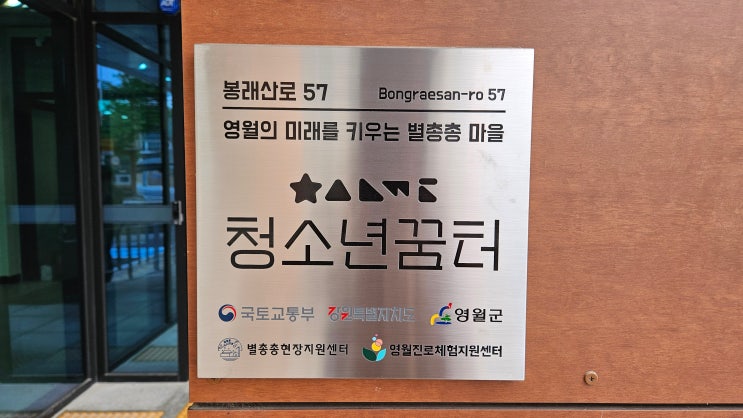 봉래산로 57 Bongraesan-ro 57
영월의 미래를 키우는 별총총 마을
청소년꿈터
국토교통부 강원특별자치도 영월군
별총총현장지원센터 영월진로체험지원센터